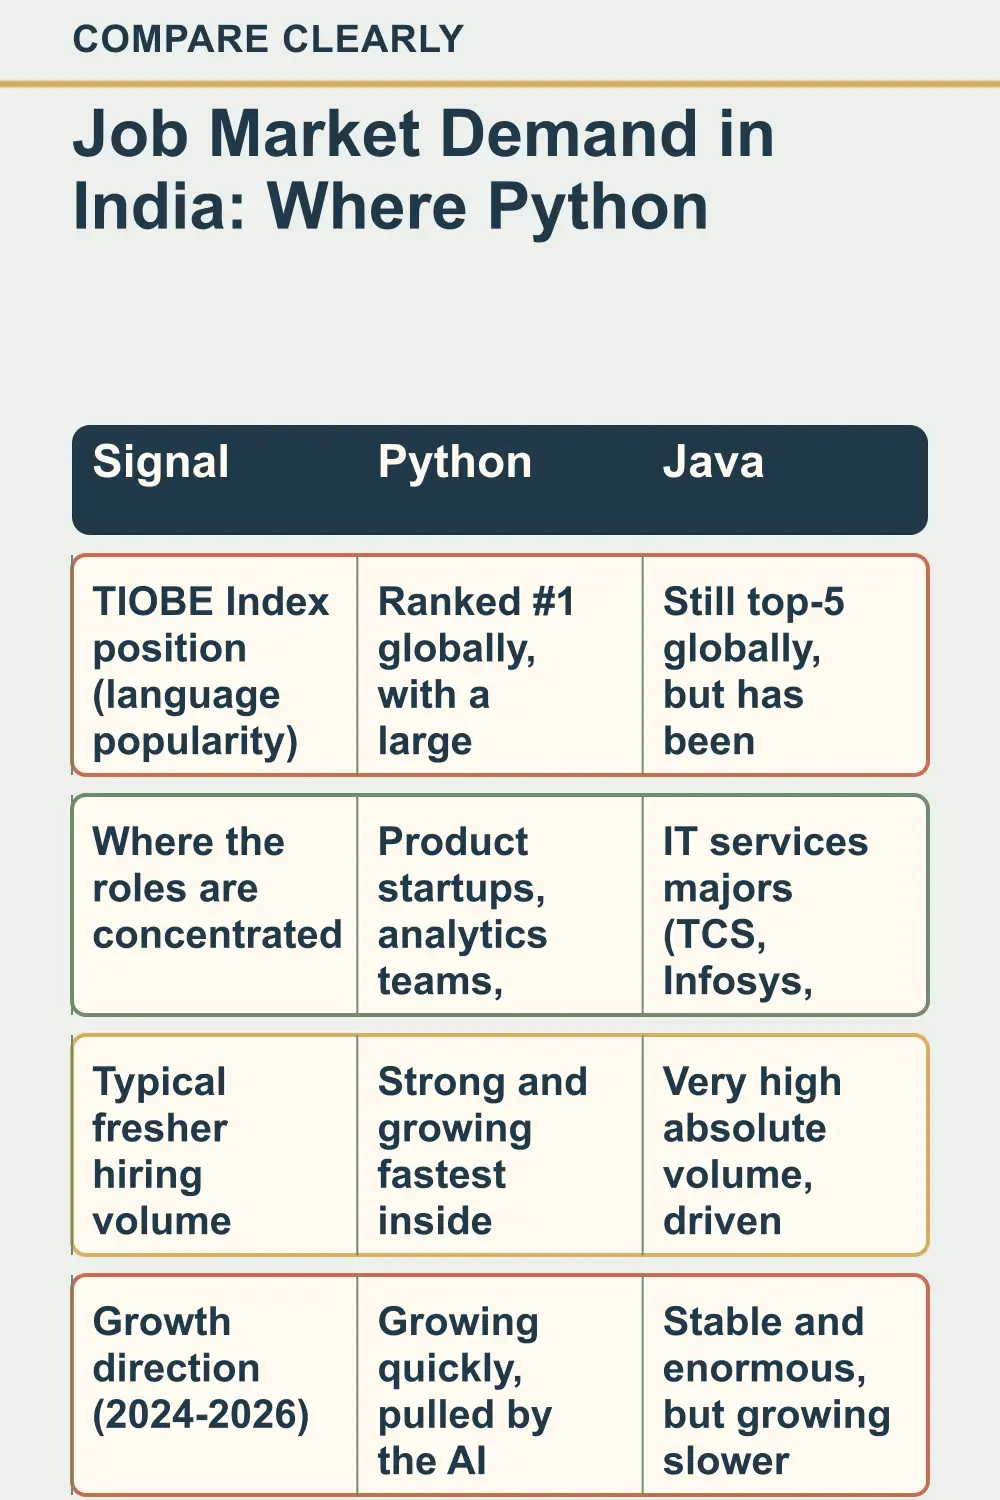 COMPARE CLEARLY
Job Market Demand in
India: Where Python
Signal
Python
Java
TIOBE Index
position
(language
popularity)
Ranked #1
globally,
with a
large
Still top-5
globally,
but has
been
Where the
roles are
concentrated
Product
startups,
analytics
teams,
IT services
majors
(TCS,
Infosys,
Typical
fresher
hiring
volume
Strong and
growing
fastest
inside
Very high
absolute
volume,
driven
Growth
direction
(2024-2026)
Growing
quickly,
pulled by
the AI
Stable and
enormous,
but growing
slower